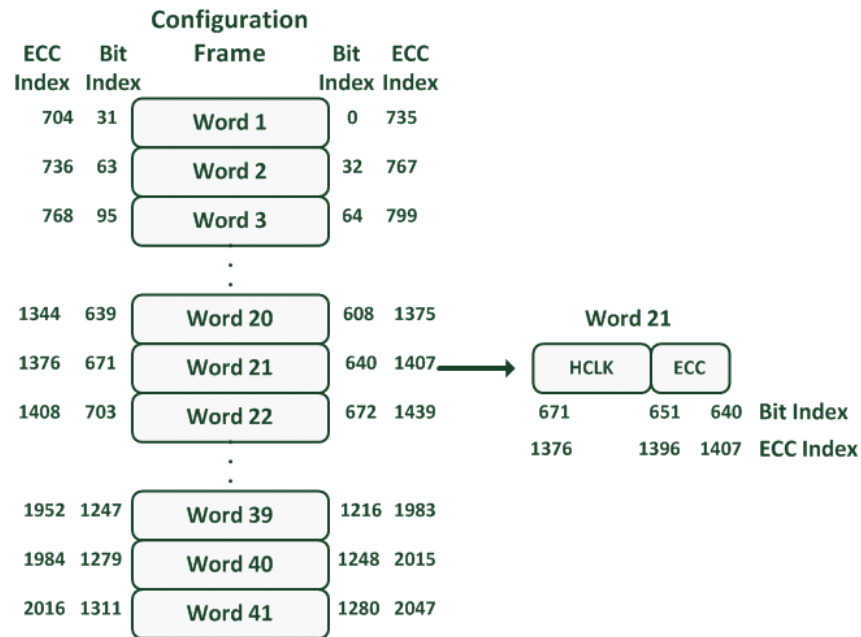 Configuration
ECC Bit Frame Bit ECC
Index Index Index Index
704 31 Word 1 0 735
736 63 Word 2 32 767
768 95 Word 3 64 799
.
.
1344 639 Word 20 608 1375
1376 671 Word 21 640 1407
1408 703 Word 22 672 1439
.
.
1952 1247 Word 39 1216 1983
1984 1279 Word 40 1248 2015
2016 1311 Word 41 1280 2047
Word 21
HCLK ECC
671 651 640 Bit Index
1376 1396 1407 ECC Index